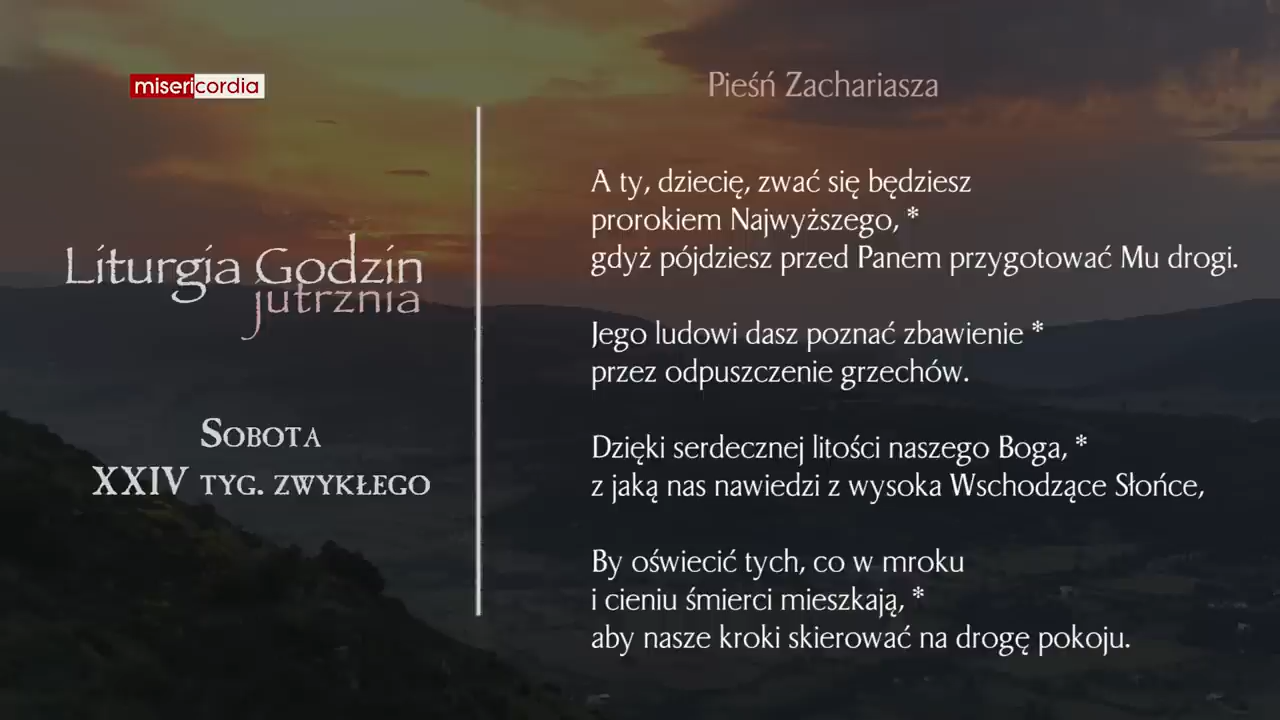 misericordia
Liturgia Godzin
jutrznia
Sobota
XXIV tyg. zwykłego
Pieśń Zachariasza
A ty, dziecię, zwać się będziesz
prorokiem Najwyższego, *
gdyż pójdziesz przed Panem przygotować Mu drogi.
Jego ludowi dasz poznać zbawienie *
przez odpuszczenie grzechów.
Dzięki serdecznej litości naszego Boga, *
z jaką nas nawiedzi z wysoka Wschodzące Słońce,
By oświecić tych, co w mroku
i cieniu śmierci mieszkają, *
aby nasze kroki skierować na drogę pokoju.